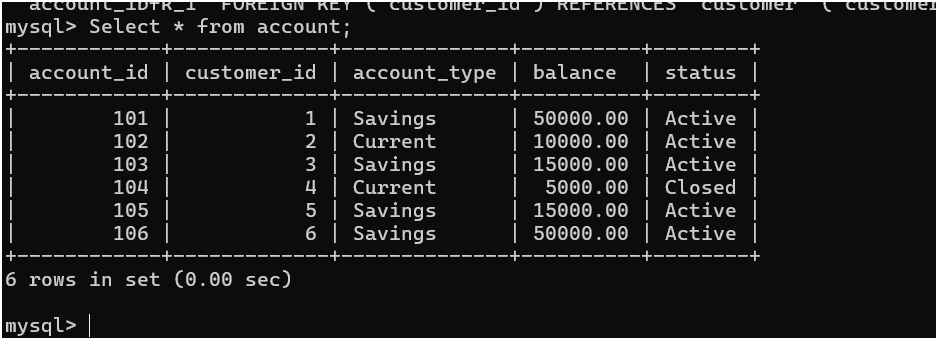 account_ibfk_1` FOREIGN KEY (`customer_id`) REFERENCES `customer` (`custome
mysql> Select * from account;
+------------+-------------+--------------+----------+--------+
| account_id | customer_id | account_type | balance  | status |
+------------+-------------+--------------+----------+--------+
|        101 |           1 | Savings      | 50000.00 | Active |
|        102 |           2 | Current      | 10000.00 | Active |
|        103 |           3 | Savings      | 15000.00 | Active |
|        104 |           4 | Current      |  5000.00 | Closed |
|        105 |           5 | Savings      | 15000.00 | Active |
|        106 |           6 | Savings      | 50000.00 | Active |
+------------+-------------+--------------+----------+--------+
6 rows in set (0.00 sec)
mysql>